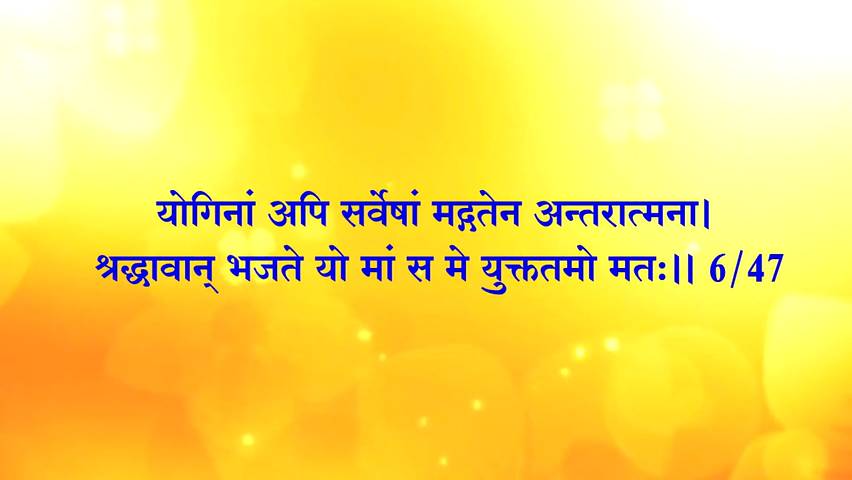 योगिनां अपि सर्वेषां मद्गतेन अन्तरात्मना।
श्रद्धावान् भजते यो मां स मे युक्ततमो मतः।। 6/47